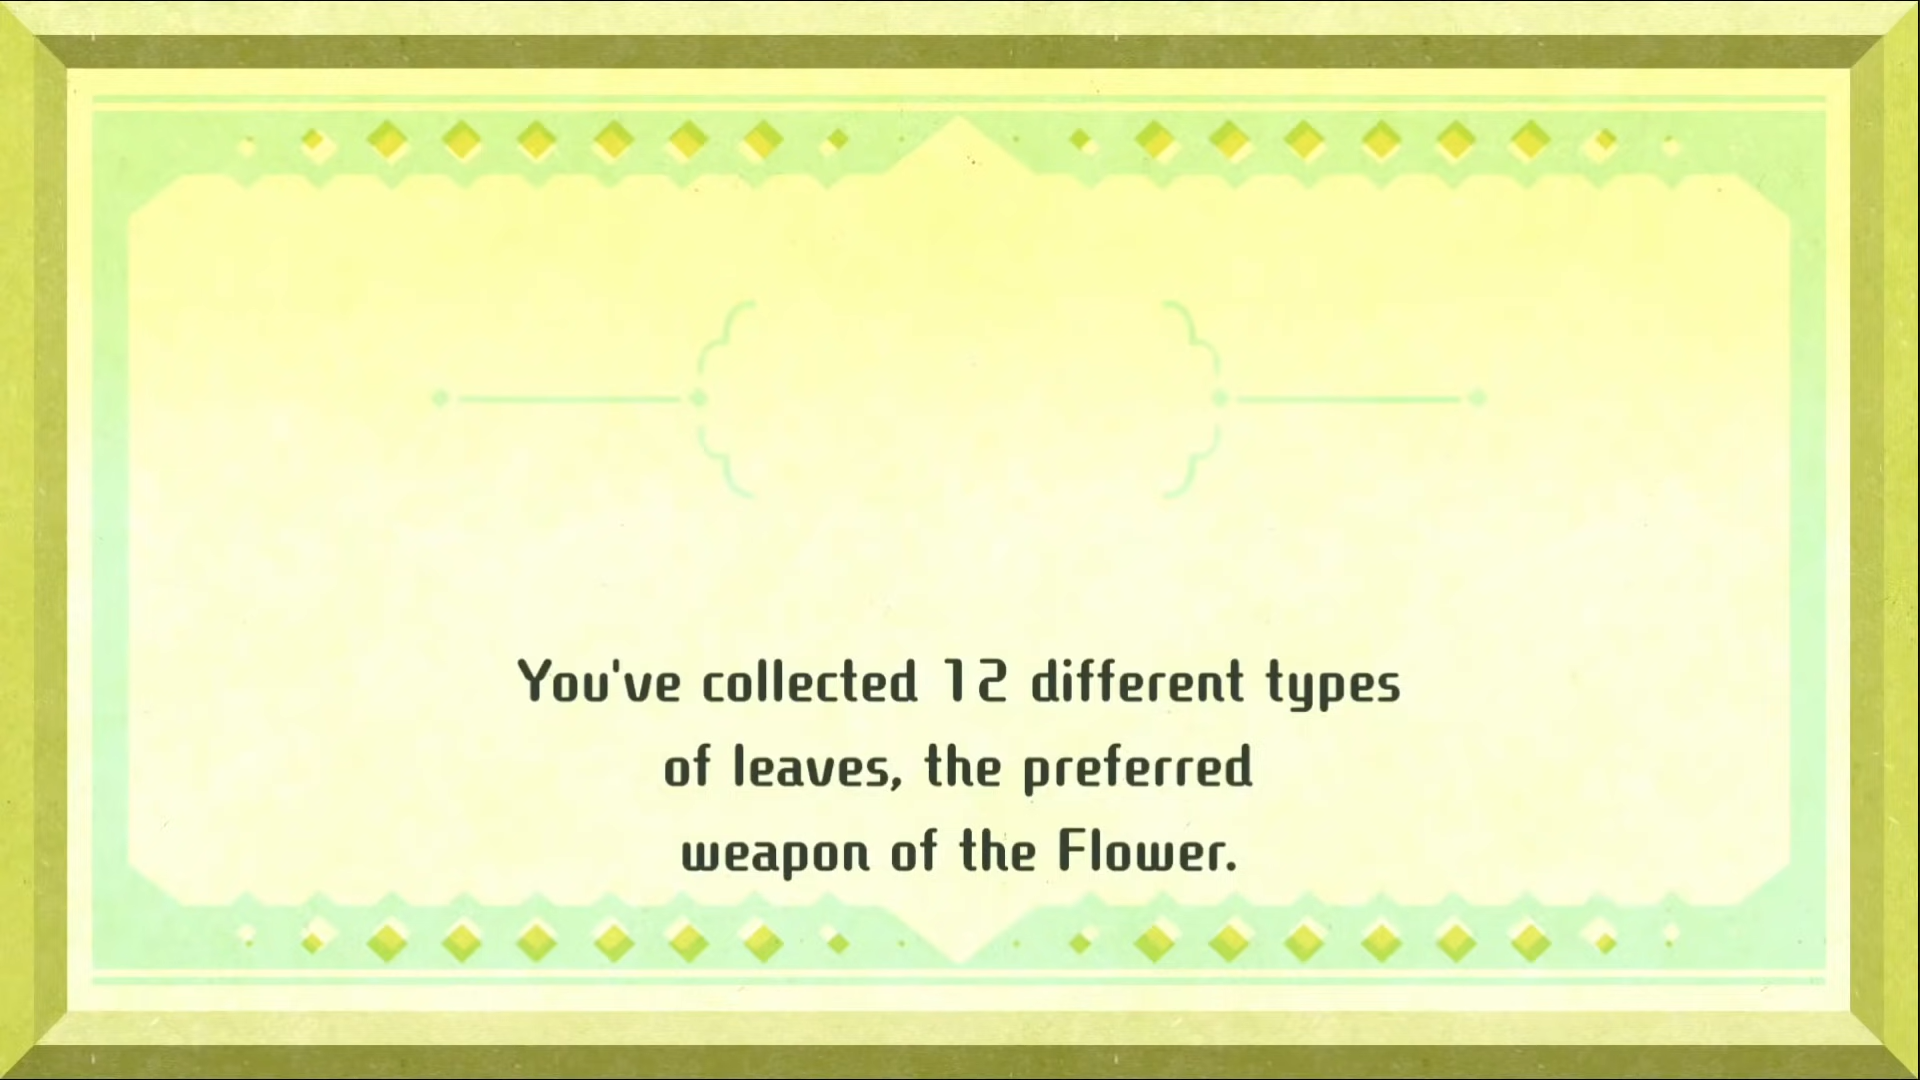 You've collected 12 different types
of leaves, the preferred
weapon of the Flower.